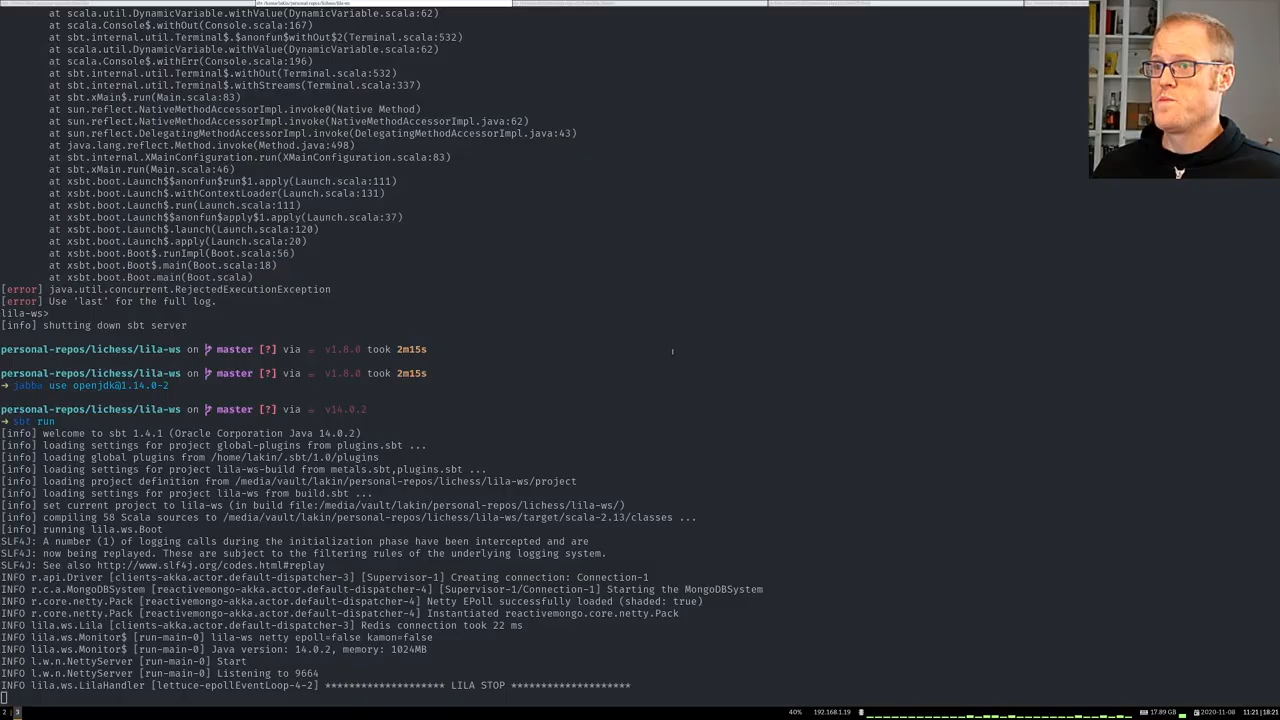 at scala.util.DynamicVariable.withValue(DynamicVariable.scala:62)
at scala.Console$.withOut(Console.scala:167)
at sbt.internal.util.Terminal$.$anonfun$withOut$2(Terminal.scala:532)
at scala.util.DynamicVariable.withValue(DynamicVariable.scala:62)
at scala.Console$.withErr(Console.scala:196)
at sbt.internal.util.Terminal$.withOut(Terminal.scala:532)
at sbt.internal.util.Terminal$.withStreams(Terminal.scala:337)
at sbt.xMain$.run(Main.scala:83)
at sun.reflect.NativeMethodAccessorImpl.invoke0(Native Method)
at sun.reflect.NativeMethodAccessorImpl.invoke(NativeMethodAccessorImpl.java:62)
at sun.reflect.DelegatingMethodAccessorImpl.invoke(DelegatingMethodAccessorImpl.java:43)
at java.lang.reflect.Method.invoke(Method.java:498)
at sbt.internal.XMainConfiguration.run(XMainConfiguration.scala:83)
at sbt.xMain.run(Main.scala:46)
at xsbt.boot.Launch$$anonfun$run$1.apply(Launch.scala:111)
at xsbt.boot.Launch$.withContextLoader(Launch.scala:131)
at xsbt.boot.Launch$.run(Launch.scala:111)
at xsbt.boot.Launch$$anonfun$apply$1.apply(Launch.scala:37)
at xsbt.boot.Launch$.launch(Launch.scala:120)
at xsbt.boot.Launch$.apply(Launch.scala:20)
at xsbt.boot.Boot$.runImpl(Boot.scala:56)
at xsbt.boot.Boot$.main(Boot.scala:18)
at xsbt.boot.Boot.main(Boot.scala)
[error] java.util.concurrent.RejectedExecutionException
[error] Use 'last' for the full log.
lila-ws>
[info] shutting down sbt server
personal-repos/lichess/lila-ws on master [?] via v1.8.0 took 2m15s
personal-repos/lichess/lila-ws on master [?] via v1.8.0 took 2m15s
→ jabba use openjdk@1.14.0-2
personal-repos/lichess/lila-ws on master [?] via v14.0.2
→ sbt run
[info] welcome to sbt 1.4.1 (Oracle Corporation Java 14.0.2)
[info] loading settings for project global-plugins from plugins.sbt ...
[info] loading global plugins from /home/lakin/.sbt/1.0/plugins
[info] loading settings for project lila-ws-build from metals.sbt,plugins.sbt ...
[info] loading project definition from /media/vault/lakin/personal-repos/lichess/lila-ws/project
[info] loading settings for project lila-ws from build.sbt ...
[info] set current project to lila-ws (in build file:/media/vault/lakin/personal-repos/lichess/lila-ws/)
[info] compiling 58 Scala sources to /media/vault/lakin/personal-repos/lichess/lila-ws/target/scala-2.13/classes ...
[info] running lila.ws.Boot
SLF4J: A number (1) of logging calls during the initialization phase have been intercepted and are
SLF4J: now being replayed. These are subject to the filtering rules of the underlying logging system.
SLF4J: See also http://www.slf4j.org/codes.html#replay
INFO r.api.Driver [clients-akka.actor.default-dispatcher-3] [Supervisor-1] Creating connection: Connection-1
INFO r.c.a.MongoDBSystem [reactivemongo-akka.actor.default-dispatcher-4] [Supervisor-1/Connection-1] Starting the MongoDBSystem
INFO r.core.netty.Pack [reactivemongo-akka.actor.default-dispatcher-4] Netty EPoll successfully loaded (shaded: true)
INFO r.core.netty.Pack [reactivemongo-akka.actor.default-dispatcher-4] Instantiated reactivemongo.core.netty.Pack
INFO lila.ws.Lila [clients-akka.actor.default-dispatcher-3] Redis connection took 22 ms
INFO lila.ws.Monitor$ [run-main-0] lila-ws netty epoll=false kamon=false
INFO lila.ws.Monitor$ [run-main-0] Java version: 14.0.2, memory: 1024MB
INFO l.w.n.NettyServer [run-main-0] Start
INFO l.w.n.NettyServer [run-main-0] Listening to 9664
INFO lila.ws.LilaHandler [lettuce-epollEventLoop-4-2] ******************** LILA STOP ********************
2 3 40% 192.168.1.19 17.89 GB 2020-11-08 11:21 18:21